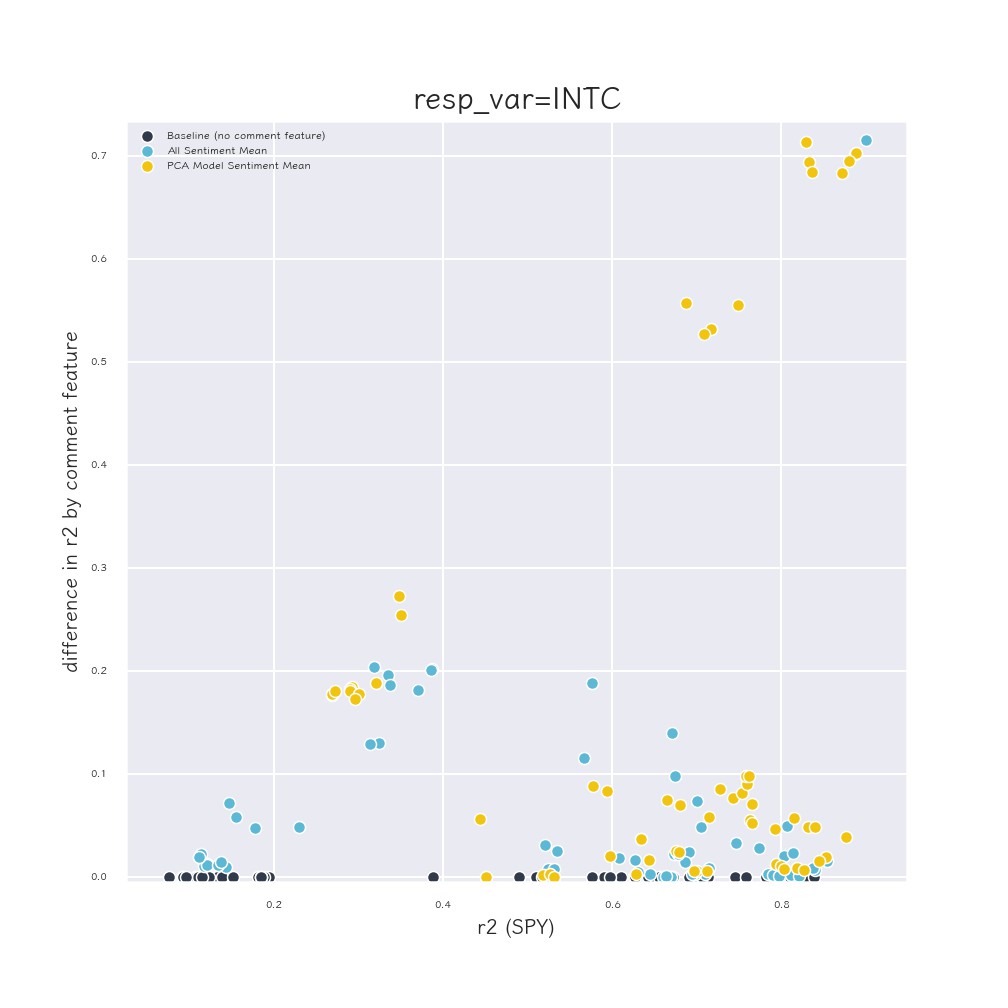 resp_var=INTC
Baseline (no comment feature)
All Sentiment Mean
PCA Model Sentiment Mean
0.7
0.6
0.5
0.4
0.3
0.2
0.1
0.0
difference in r2 by comment feature
0.2 0.4 0.6 0.8
r2 (SPY)